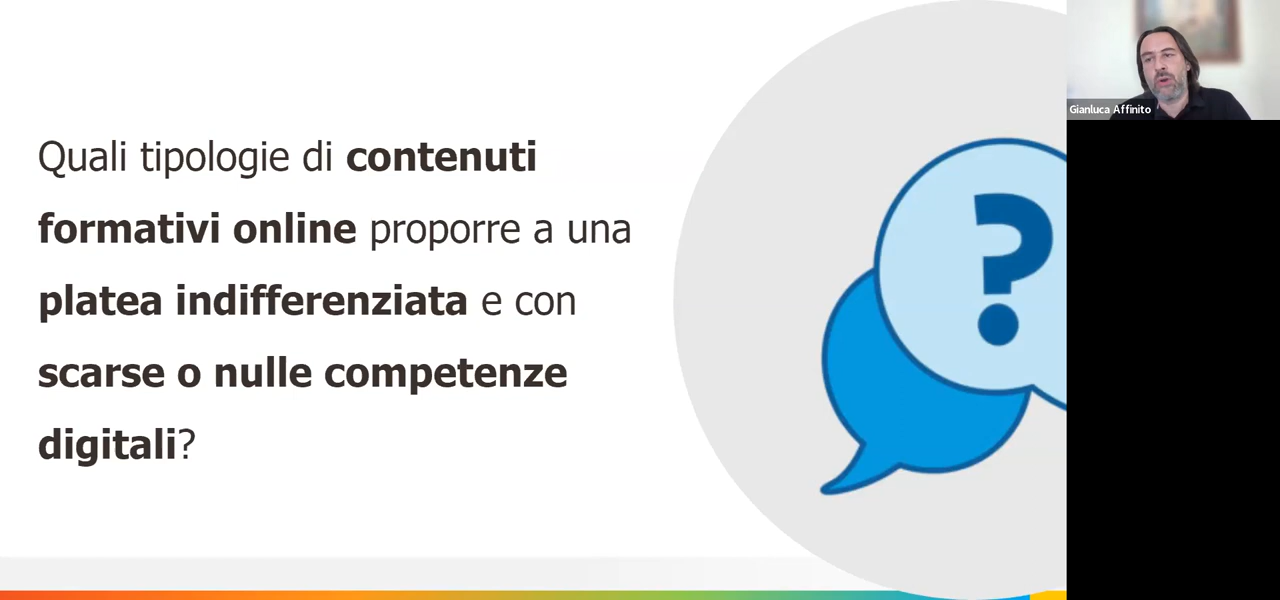 Quali tipologie di contenuti
formativi online proporre a una
platea indifferenziata e con
scarse o nulle competenze
digitali?
?
Gianluca Affinito